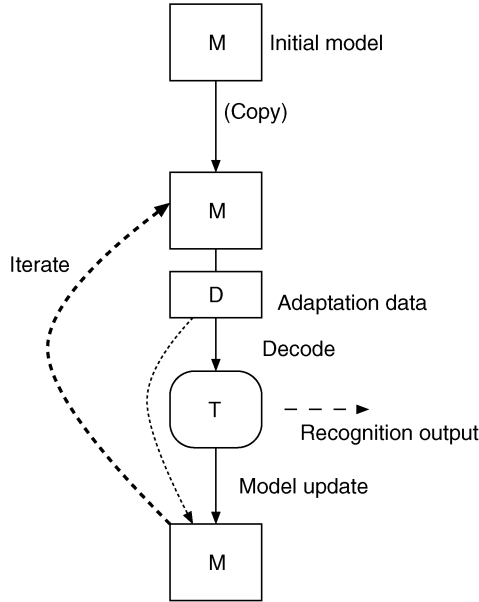 M
Initial model
(Copy)
M
Iterate
D
Adaptation data
Decode
T
Recognition output
Model update
M